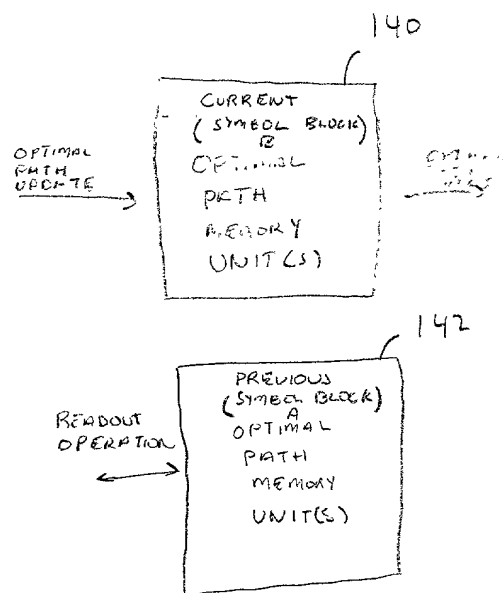 140
CURRENT
(SYMBOL BLOCK)
B
OPTIMAL
PATH
MEMORY
UNIT(S)
OPTIMAL
PATH
UPDATE
142
PREVIOUS
(SYMBOL BLOCK)
A
OPTIMAL
PATH
MEMORY
UNIT(S)
READOUT
OPERATION